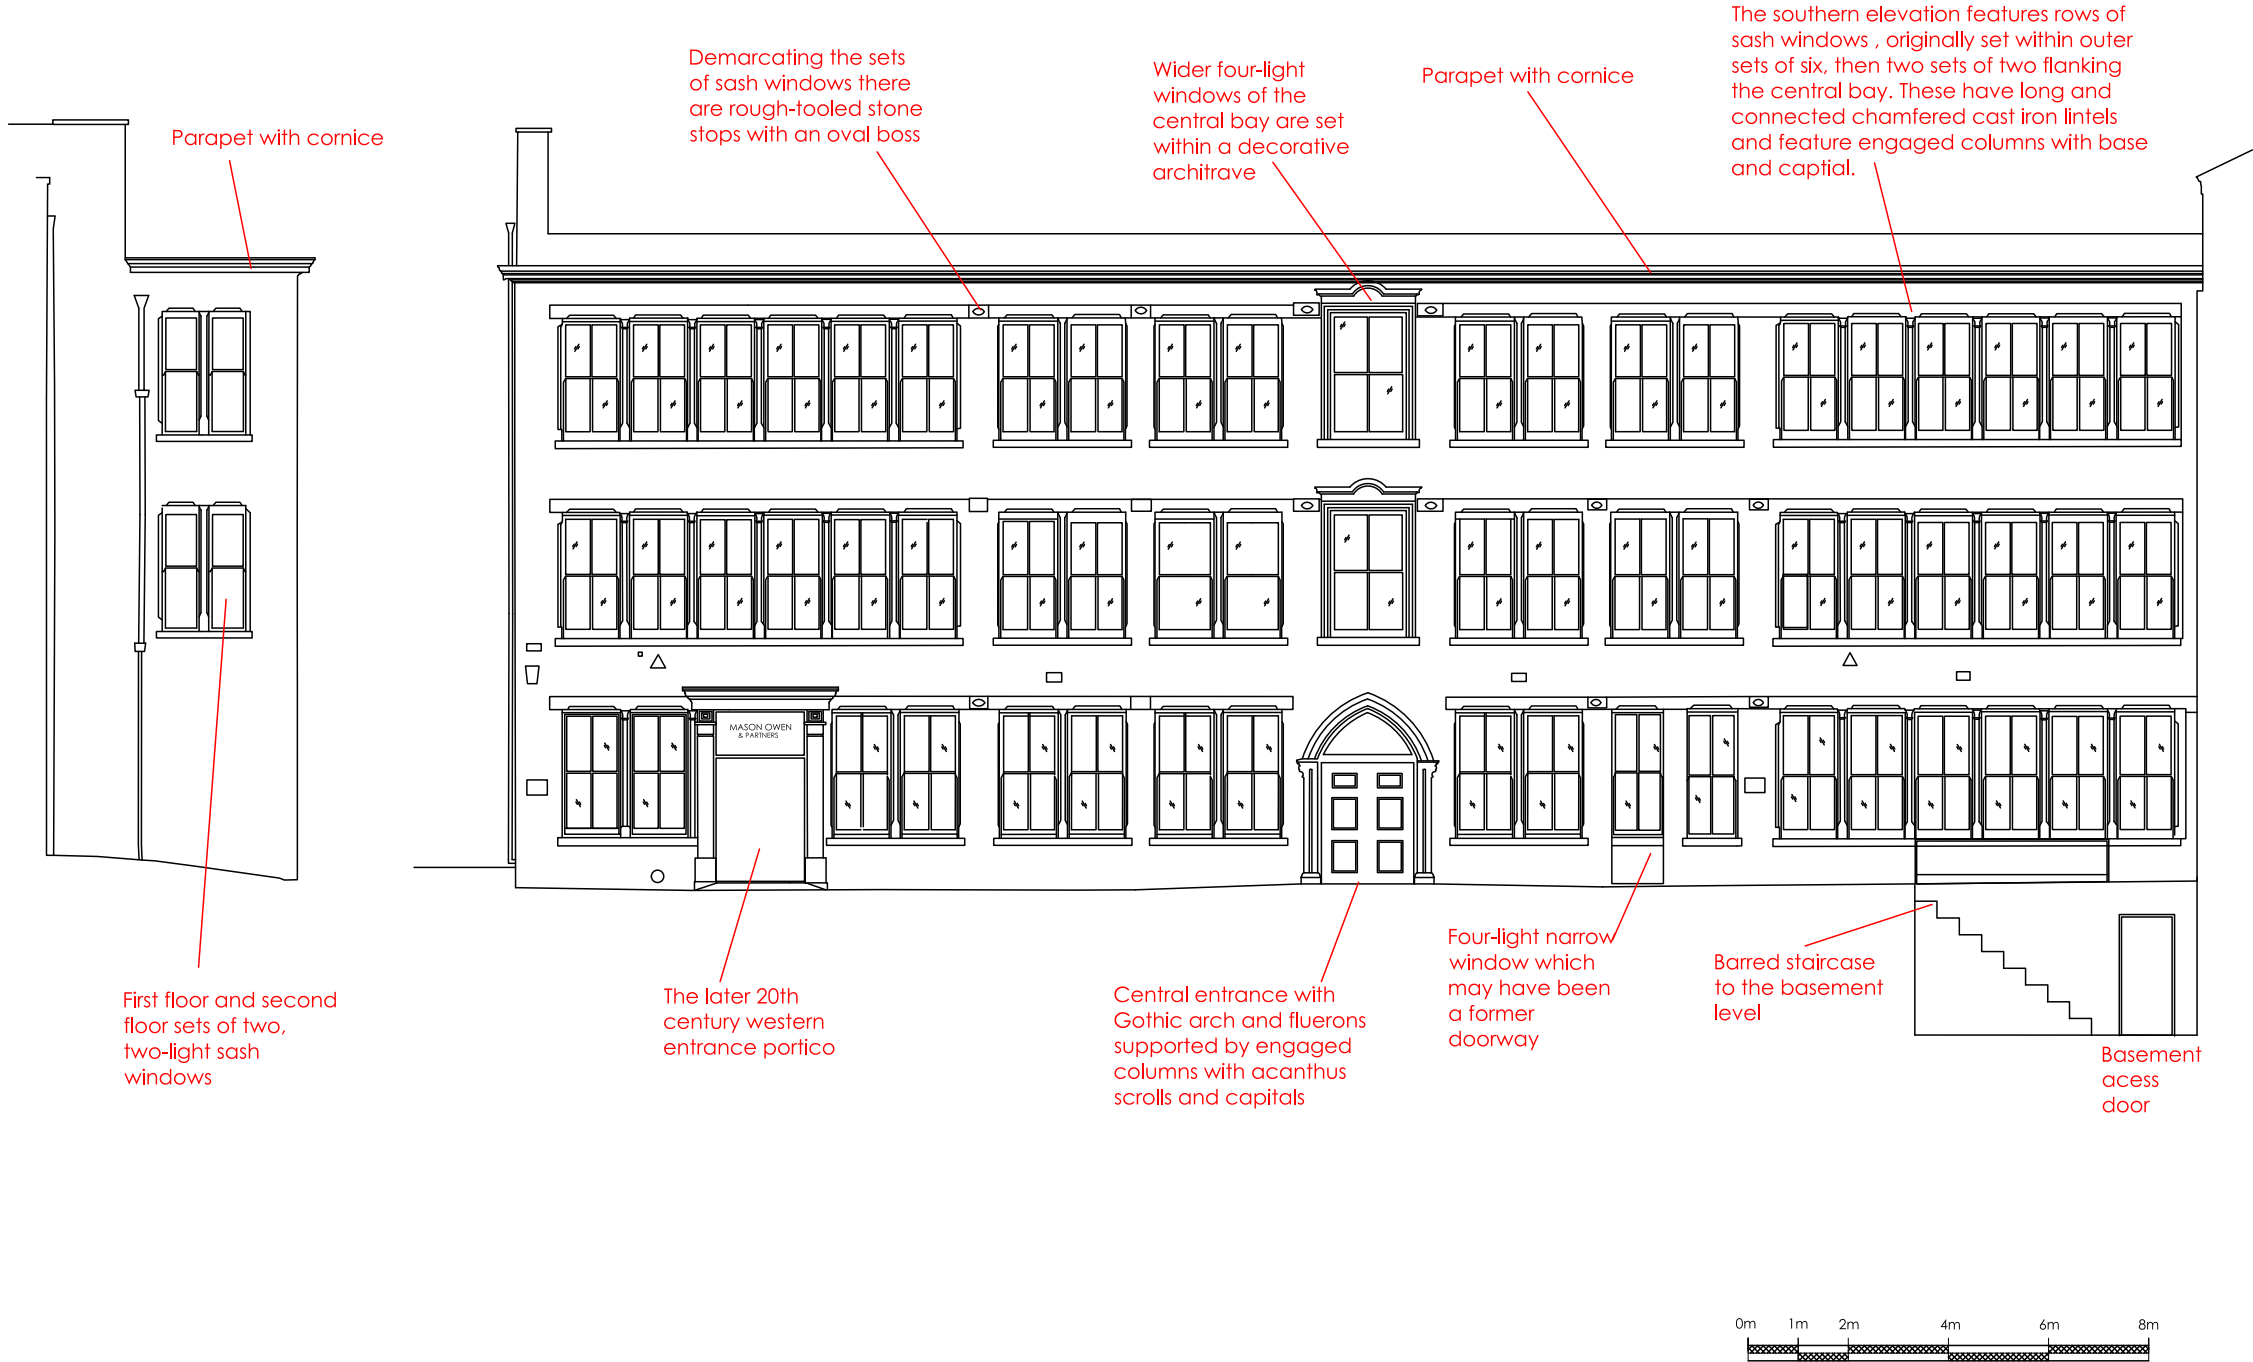 Parapet with cornice
Demarcating the sets
of sash windows there
are rough-tooled stone
stops with an oval boss
Wider four-light
windows of the
central bay are set
within a decorative
architrave
Parapet with cornice
The southern elevation features rows of
sash windows , originally set within outer
sets of six, then two sets of two flanking
the central bay. These have long and
connected chamfered cast iron lintels
and feature engaged columns with base
and captial.
MASON OWEN
& PARTNERS
First floor and second
floor sets of two,
two-light sash
windows
The later 20th
century western
entrance portico
Central entrance with
Gothic arch and fluerons
supported by engaged
columns with acanthus
scrolls and capitals
Four-light narrow
window which
may have been
a former
doorway
Barred staircase
to the basement
level
Basement
acess
door
0m 1m 2m 4m 6m 8m